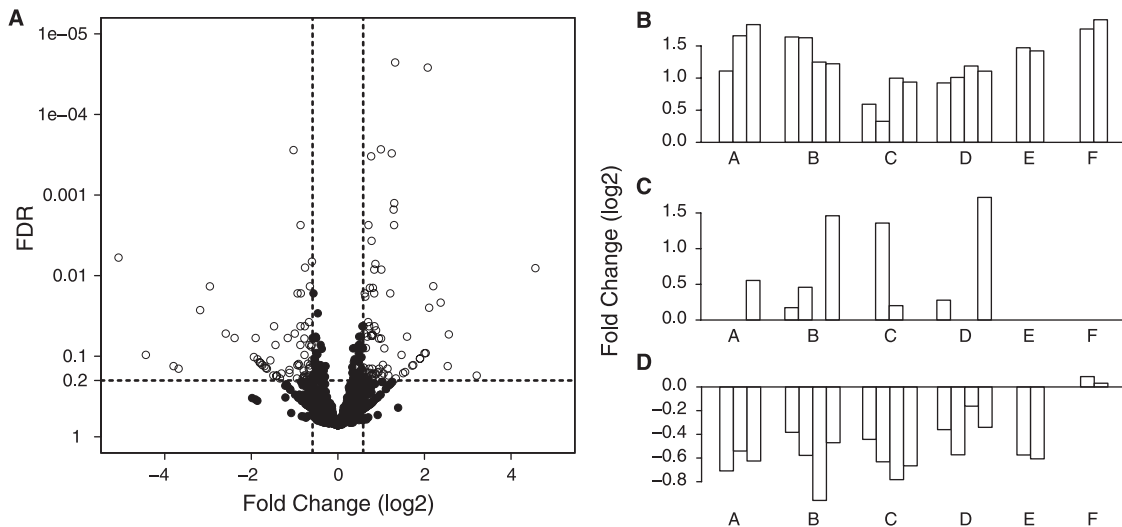 A
1e-05
1e-04
0.001
0.01
0.1
0.2
1
FDR
-4
-2
0
2
4
Fold Change (log2)
Fold Change (log2)
B
1.5
1.0
0.5
0.0
A B C D E F
C
1.5
1.0
0.5
0.0
A B C D E F
D
0.0
-0.2
-0.4
-0.6
-0.8
A B C D E F